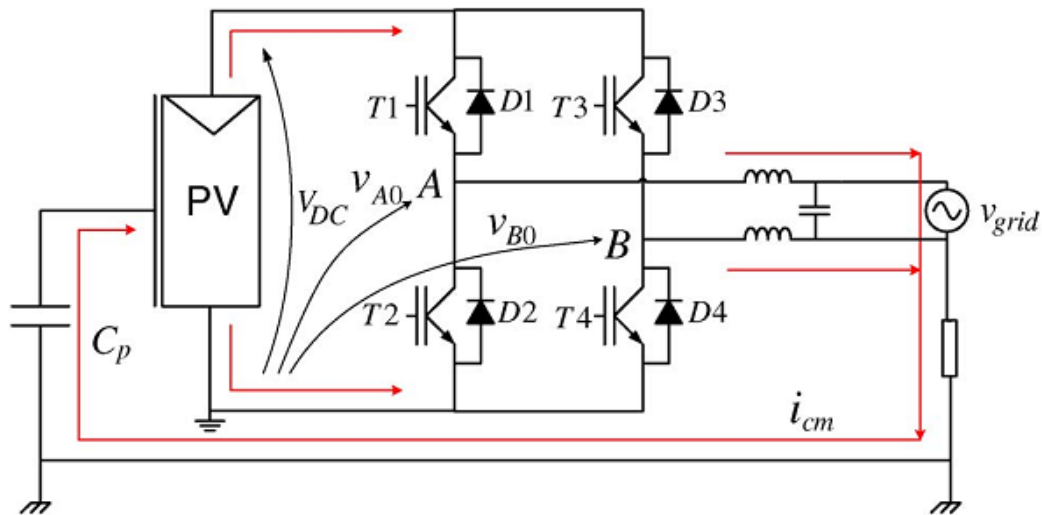 T1
D1
T3
D3
PV
V_DC
v_A0
A
v_B0
B
v_grid
C_p
T2
D2
T4
D4
i_cm